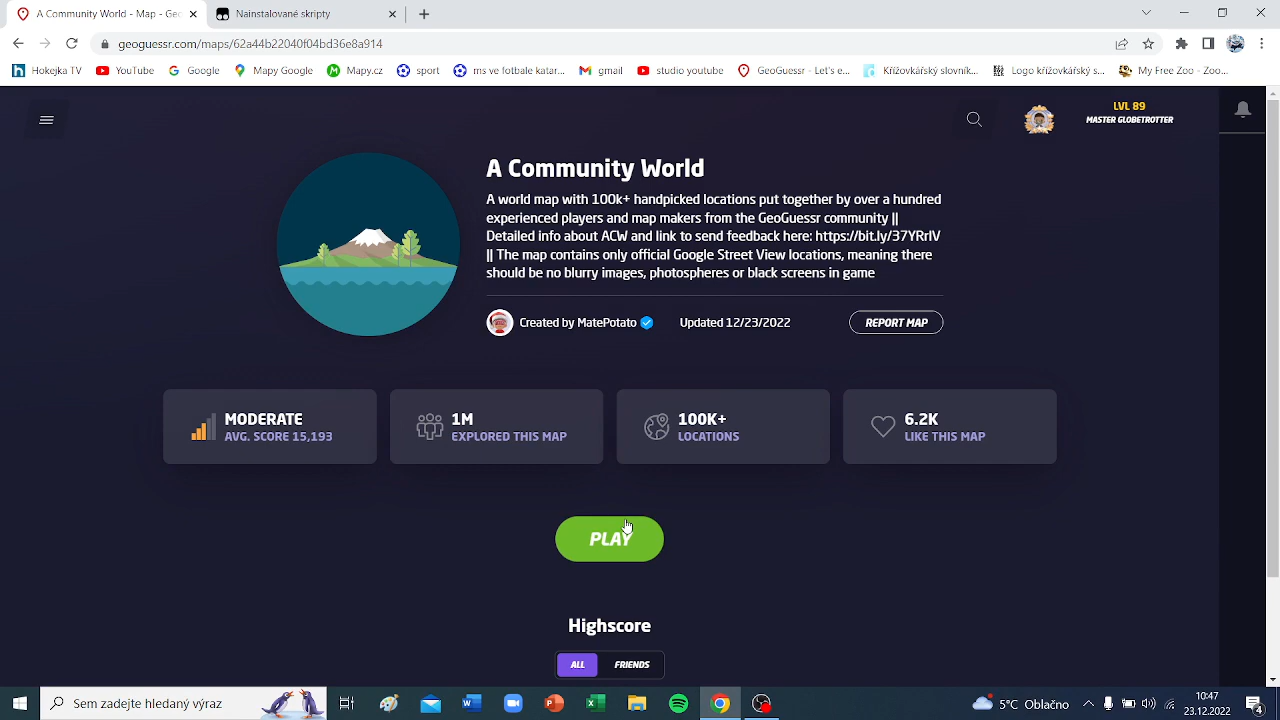 A Community World - Map - Geo
Nainstalované skripty
geoguessr.com/maps/62a44b22040f04bd36e8a914
Hokejka TV
YouTube
Google
Mapy Google
Mapy.cz
sport
ms ve fotbale ktar...
gmail
studio youtube
GeoGuessr - Let's e...
Křížovkářský slovník...
Logo křížovkářský s...
My Free Zoo - Zoo...
LVL 89
MASTER GLOBETROTTER
A Community World
A world map with 100k+ handpicked locations put together by over a hundred
experienced players and map makers from the GeoGuessr community ||
Detailed info about ACW and link to send feedback here: https://bit.ly/37YRrIV
|| The map contains only official Google Street View locations, meaning there
should be no blurry images, photospheres or black screens in game
Created by MatePotato
Updated 12/23/2022
REPORT MAP
MODERATE
AVG. SCORE 15,193
1M
EXPLORED THIS MAP
100K+
LOCATIONS
6.2K
LIKE THIS MAP
PLAY
Highscore
ALL
FRIENDS
Sem zadejte hledaný výraz
5°C Oblačno
10:47
23.12.2022
4